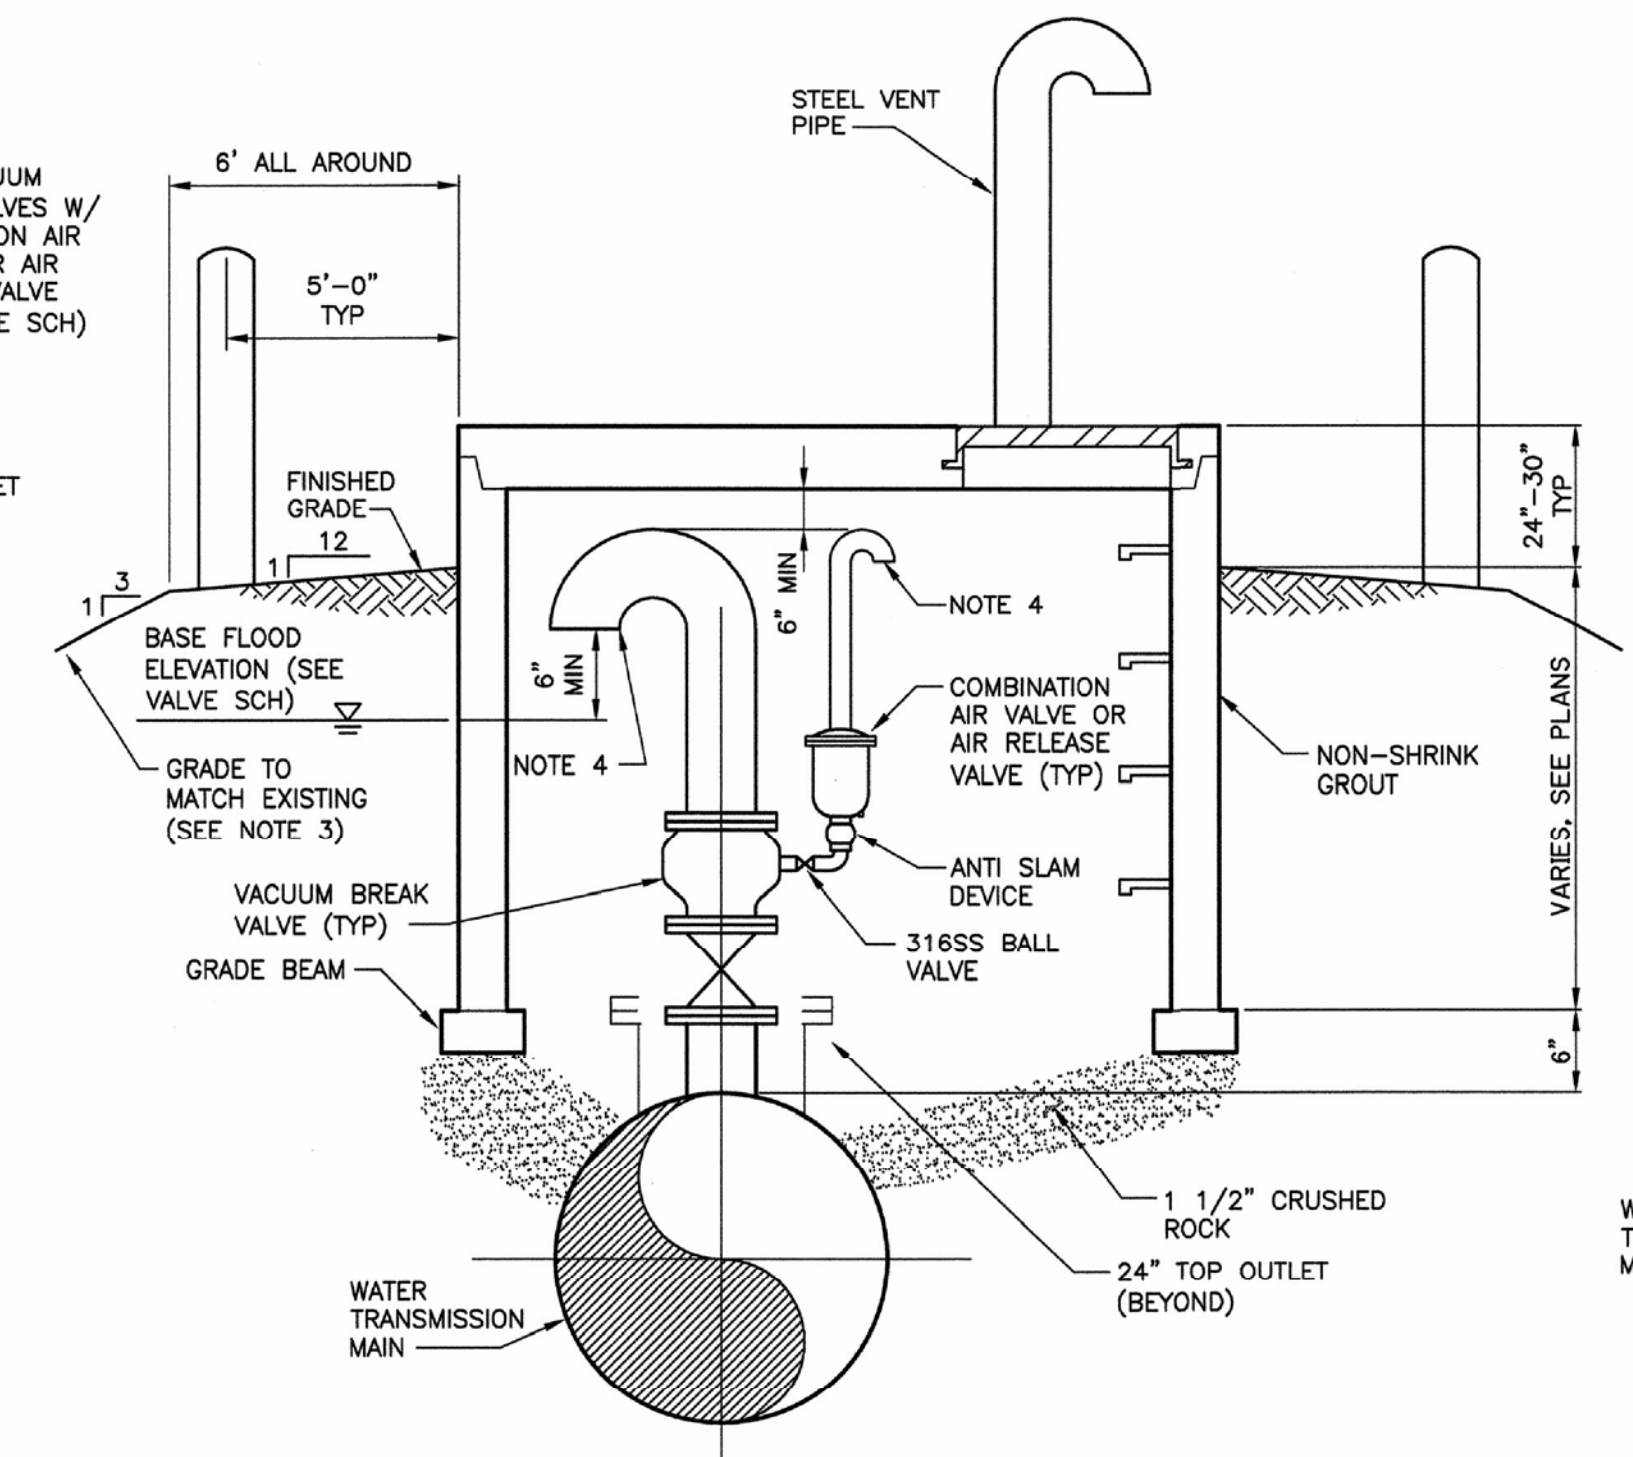 STEEL VENT
PIPE
6' ALL AROUND
LVES W/
ON AIR
R AIR
VALVE
E SCH)
5'-0"
TYP
ET
FINISHED
GRADE
12
1
3
1
24"-30"
TYP
6" MIN
NOTE 4
BASE FLOOD
ELEVATION (SEE
VALVE SCH)
6"
MIN
NOTE 4
COMBINATION
AIR VALVE OR
AIR RELEASE
VALVE (TYP)
NON-SHRINK
GROUT
VARIES, SEE PLANS
GRADE TO
MATCH EXISTING
(SEE NOTE 3)
ANTI SLAM
DEVICE
VACUUM BREAK
VALVE (TYP)
316SS BALL
VALVE
GRADE BEAM
6"
1 1/2" CRUSHED
ROCK
24" TOP OUTLET
(BEYOND)
WATER
TRANSMISSION
MAIN
W
T
M